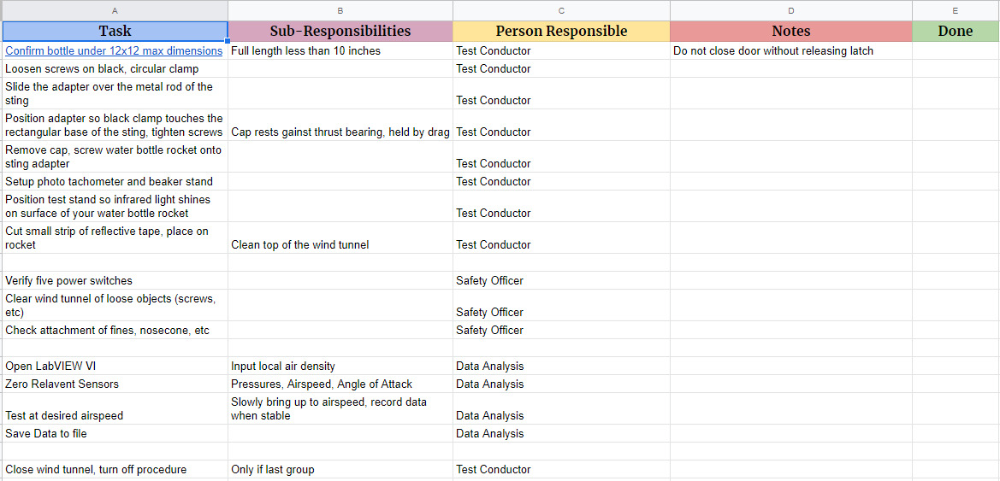 A B C D E
Task Sub-Responsibilities Person Responsible Notes Done
Confirm bottle under 12x12 max dimensions Full length less than 10 inches Test Conductor Do not close door without releasing latch
Loosen screws on black, circular clamp Test Conductor
Slide the adapter over the metal rod of the
sting Test Conductor
Position adapter so black clamp touches the
rectangular base of the sting, tighten screws Cap rests gainst thrust bearing, held by drag Test Conductor
Remove cap, screw water bottle rocket onto
sting adapter Test Conductor
Setup photo tachometer and beaker stand Test Conductor
Position test stand so infrared light shines
on surface of your water bottle rocket Test Conductor
Cut small strip of reflective tape, place on
rocket Clean top of the wind tunnel Test Conductor
Verify five power switches Safety Officer
Clear wind tunnel of loose objects (screws,
etc) Safety Officer
Check attachment of fines, nosecone, etc Safety Officer
Open LabVIEW VI Input local air density Data Analysis
Zero Relavent Sensors Pressures, Airspeed, Angle of Attack Data Analysis
Slowly bring up to airspeed, record data
Test at desired airspeed when stable Data Analysis
Save Data to file Data Analysis
Close wind tunnel, turn off procedure Only if last group Test Conductor